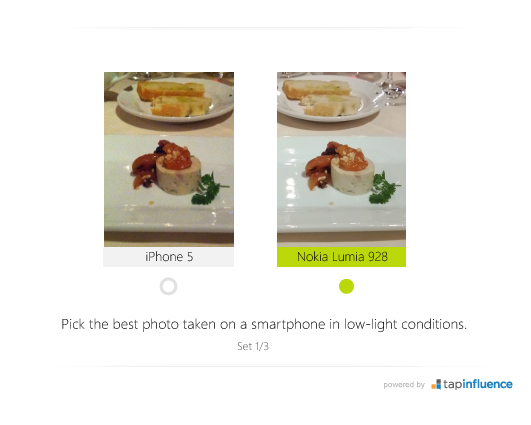 iPhone 5
Nokia Lumia 928
Pick the best photo taken on a smartphone in low-light conditions.
Set 1/3
powered by tapinfluence